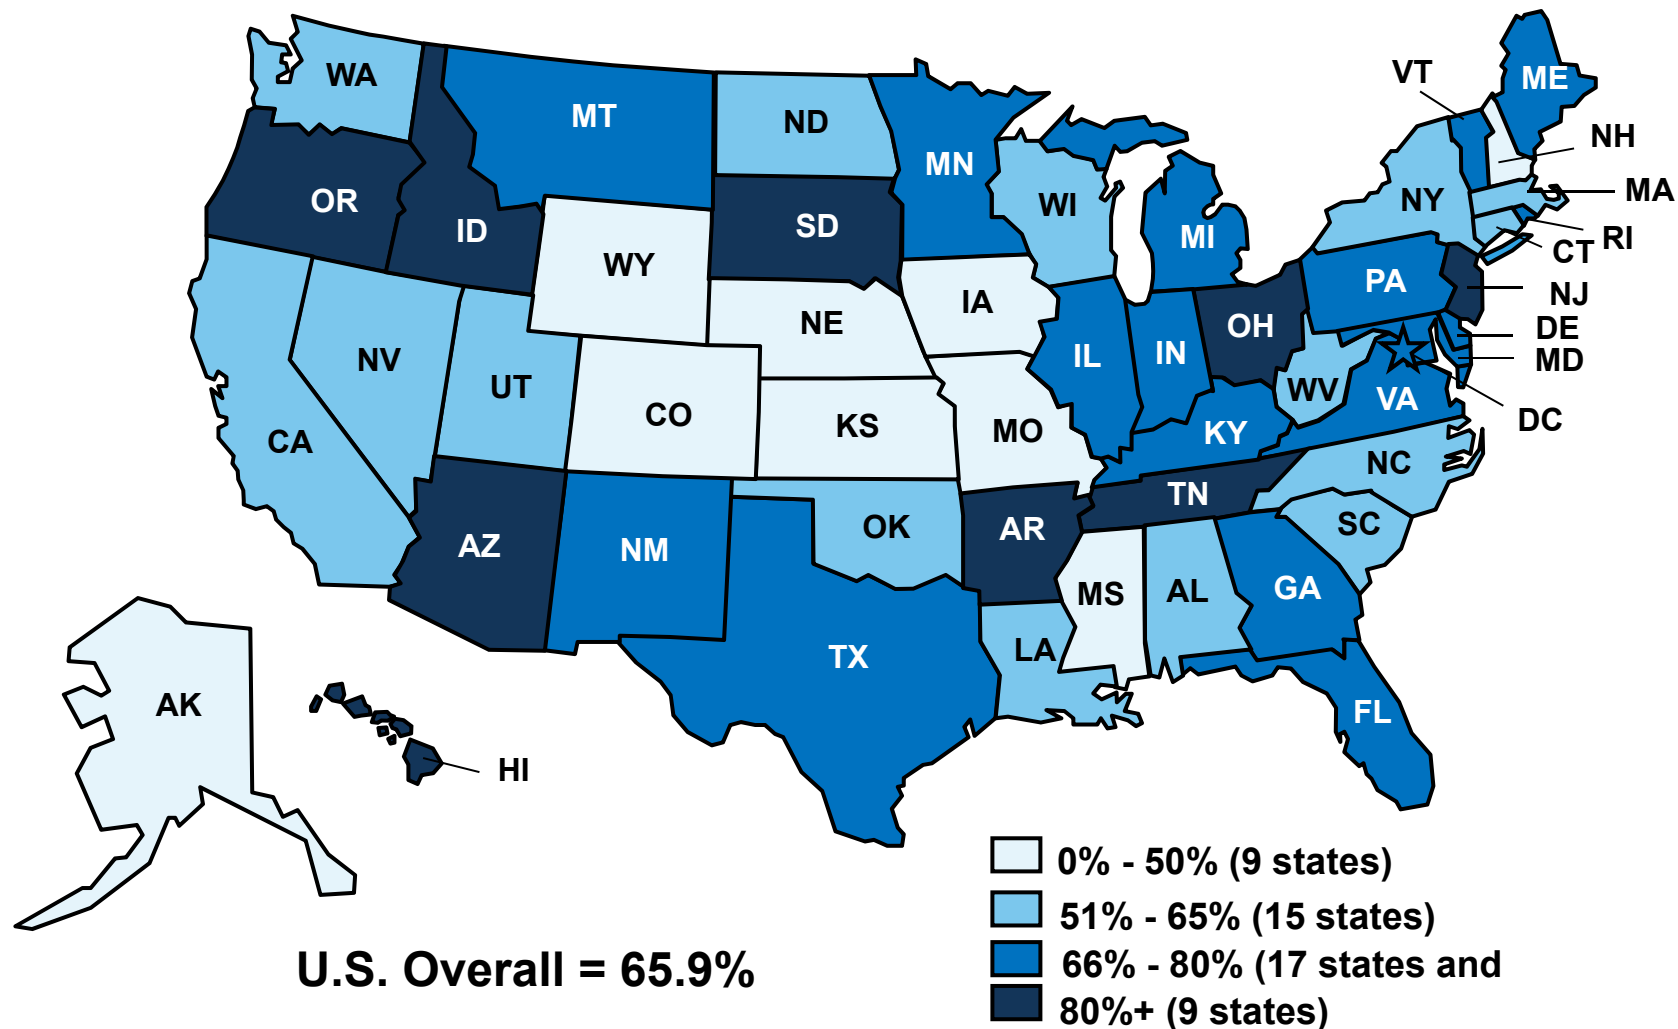 WA
MT
ND
MN
VT
ME
NH
MA
OR
ID
SD
WI
NY
MI
RI
CT
WY
PA
NJ
IA
NE
OH
DE
MD
IL
IN
NV
UT
WV
VA
DC
CO
KS
MO
KY
CA
NC
TN
AZ
NM
OK
AR
SC
MS
AL
GA
TX
LA
AK
FL
HI
0% - 50% (9 states)
51% - 65% (15 states)
66% - 80% (17 states and
U.S. Overall = 65.9%
80%+ (9 states)